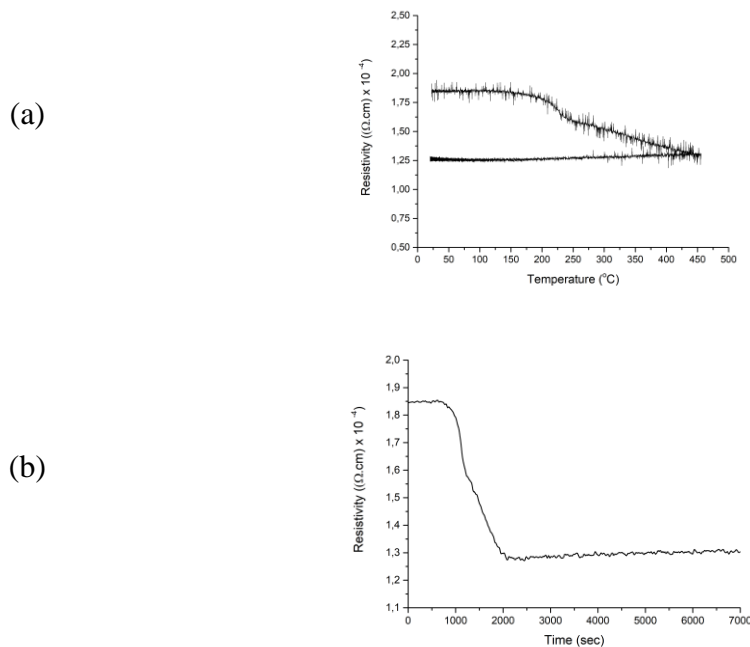 (a)
Resistivity ((Ω.cm) x 10 -4)
2,50
2,25
2,00
1,75
1,50
1,25
1,00
0,75
0,50
0 50 100 150 200 250 300 350 400 450 500
Temperature (°C)
(b)
Resistivity ((Ω.cm) x 10 -4)
2,0
1,9
1,8
1,7
1,6
1,5
1,4
1,3
1,2
1,1
0 1000 2000 3000 4000 5000 6000 7000
Time (sec)